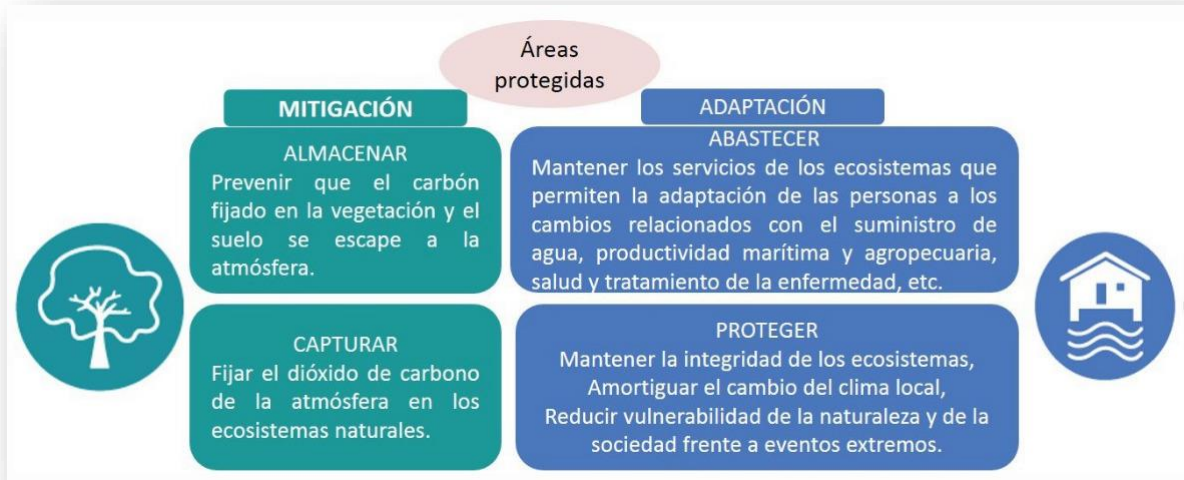 Áreas
protegidas
MITIGACIÓN
ALMACENAR
Prevenir que el carbón
fijado en la vegetación y el
suelo se escape a la
atmósfera.
CAPTURAR
Fijar el dióxido de carbono
de la atmósfera en los
ecosistemas naturales.
ADAPTACIÓN
ABASTECER
Mantener los servicios de los ecosistemas que
permiten la adaptación de las personas a los
cambios relacionados con el suministro de
agua, productividad marítima y agropecuaria,
salud y tratamiento de la enfermedad, etc.
PROTEGER
Mantener la integridad de los ecosistemas,
Amortiguar el cambio del clima local,
Reducir vulnerabilidad de la naturaleza y de la
sociedad frente a eventos extremos.